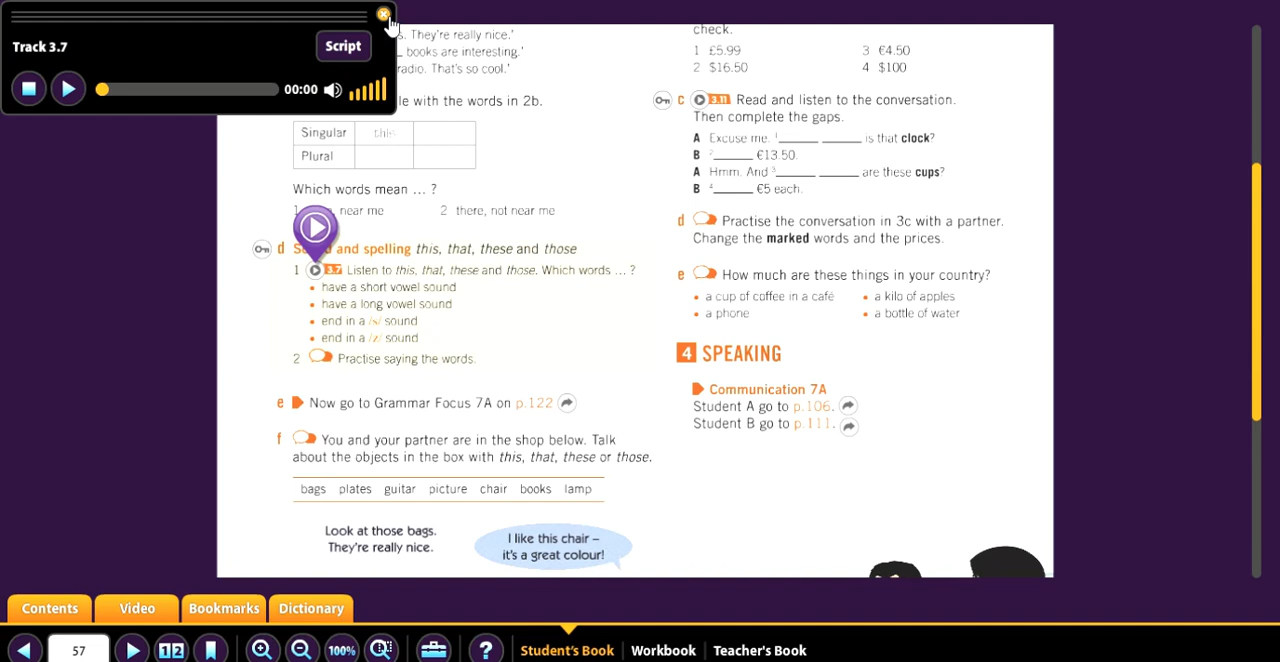 Track 3.7
Script
00:00
s. They're really nice.'
books are interesting.'
radio. That's so cool.'
le with the words in 2b.
Singular this
Plural
Which words mean … ?
near me
2 there, not near me
d Sound and spelling this, that, these and those
1 3.7 Listen to this, that, these and those. Which words … ?
• have a short vowel sound
• have a long vowel sound
• end in a /s/ sound
• end in a /z/ sound
2 Practise saying the words.
e Now go to Grammar Focus 7A on p.122
f You and your partner are in the shop below. Talk
about the objects in the box with this, that, these or those.
bags plates guitar picture chair books lamp
Look at those bags.
They're really nice.
I like this chair –
it's a great colour!
check.
1 £5.99 3 €4.50
2 $16.50 4 $100
c 3.11 Read and listen to the conversation.
Then complete the gaps.
A Excuse me. 1______ ______ is that clock?
B 2______ €13.50.
A Hmm. And 3______ ______ are these cups?
B 4______ €5 each.
d Practise the conversation in 3c with a partner.
Change the marked words and the prices.
e How much are these things in your country?
• a cup of coffee in a café • a kilo of apples
• a phone • a bottle of water
4 SPEAKING
Communication 7A
Student A go to p.106.
Student B go to p.111.
Contents Video Bookmarks Dictionary
57 12 100% ? Student's Book Workbook Teacher's Book